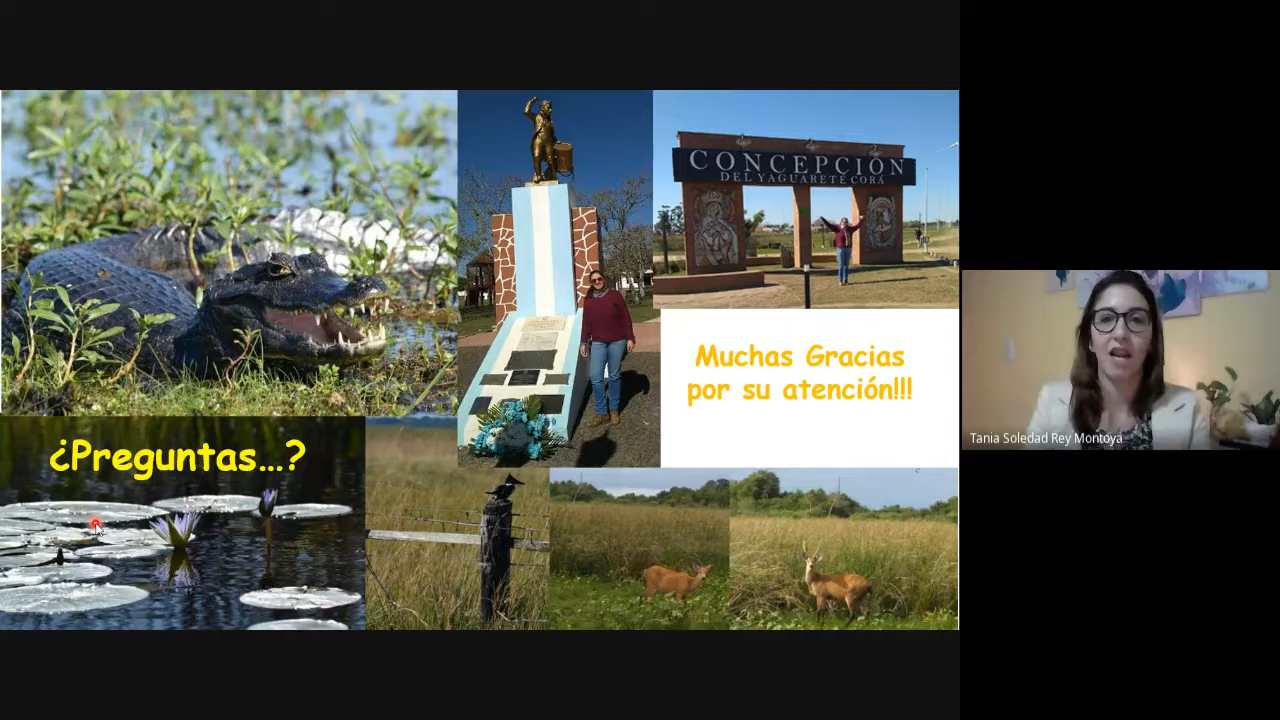 CONCEPCIÓN
DEL YAGUARETÉ CORÁ
Muchas Gracias
por su atención!!!
¿Preguntas...?
Tania Soledad Rey Montoya